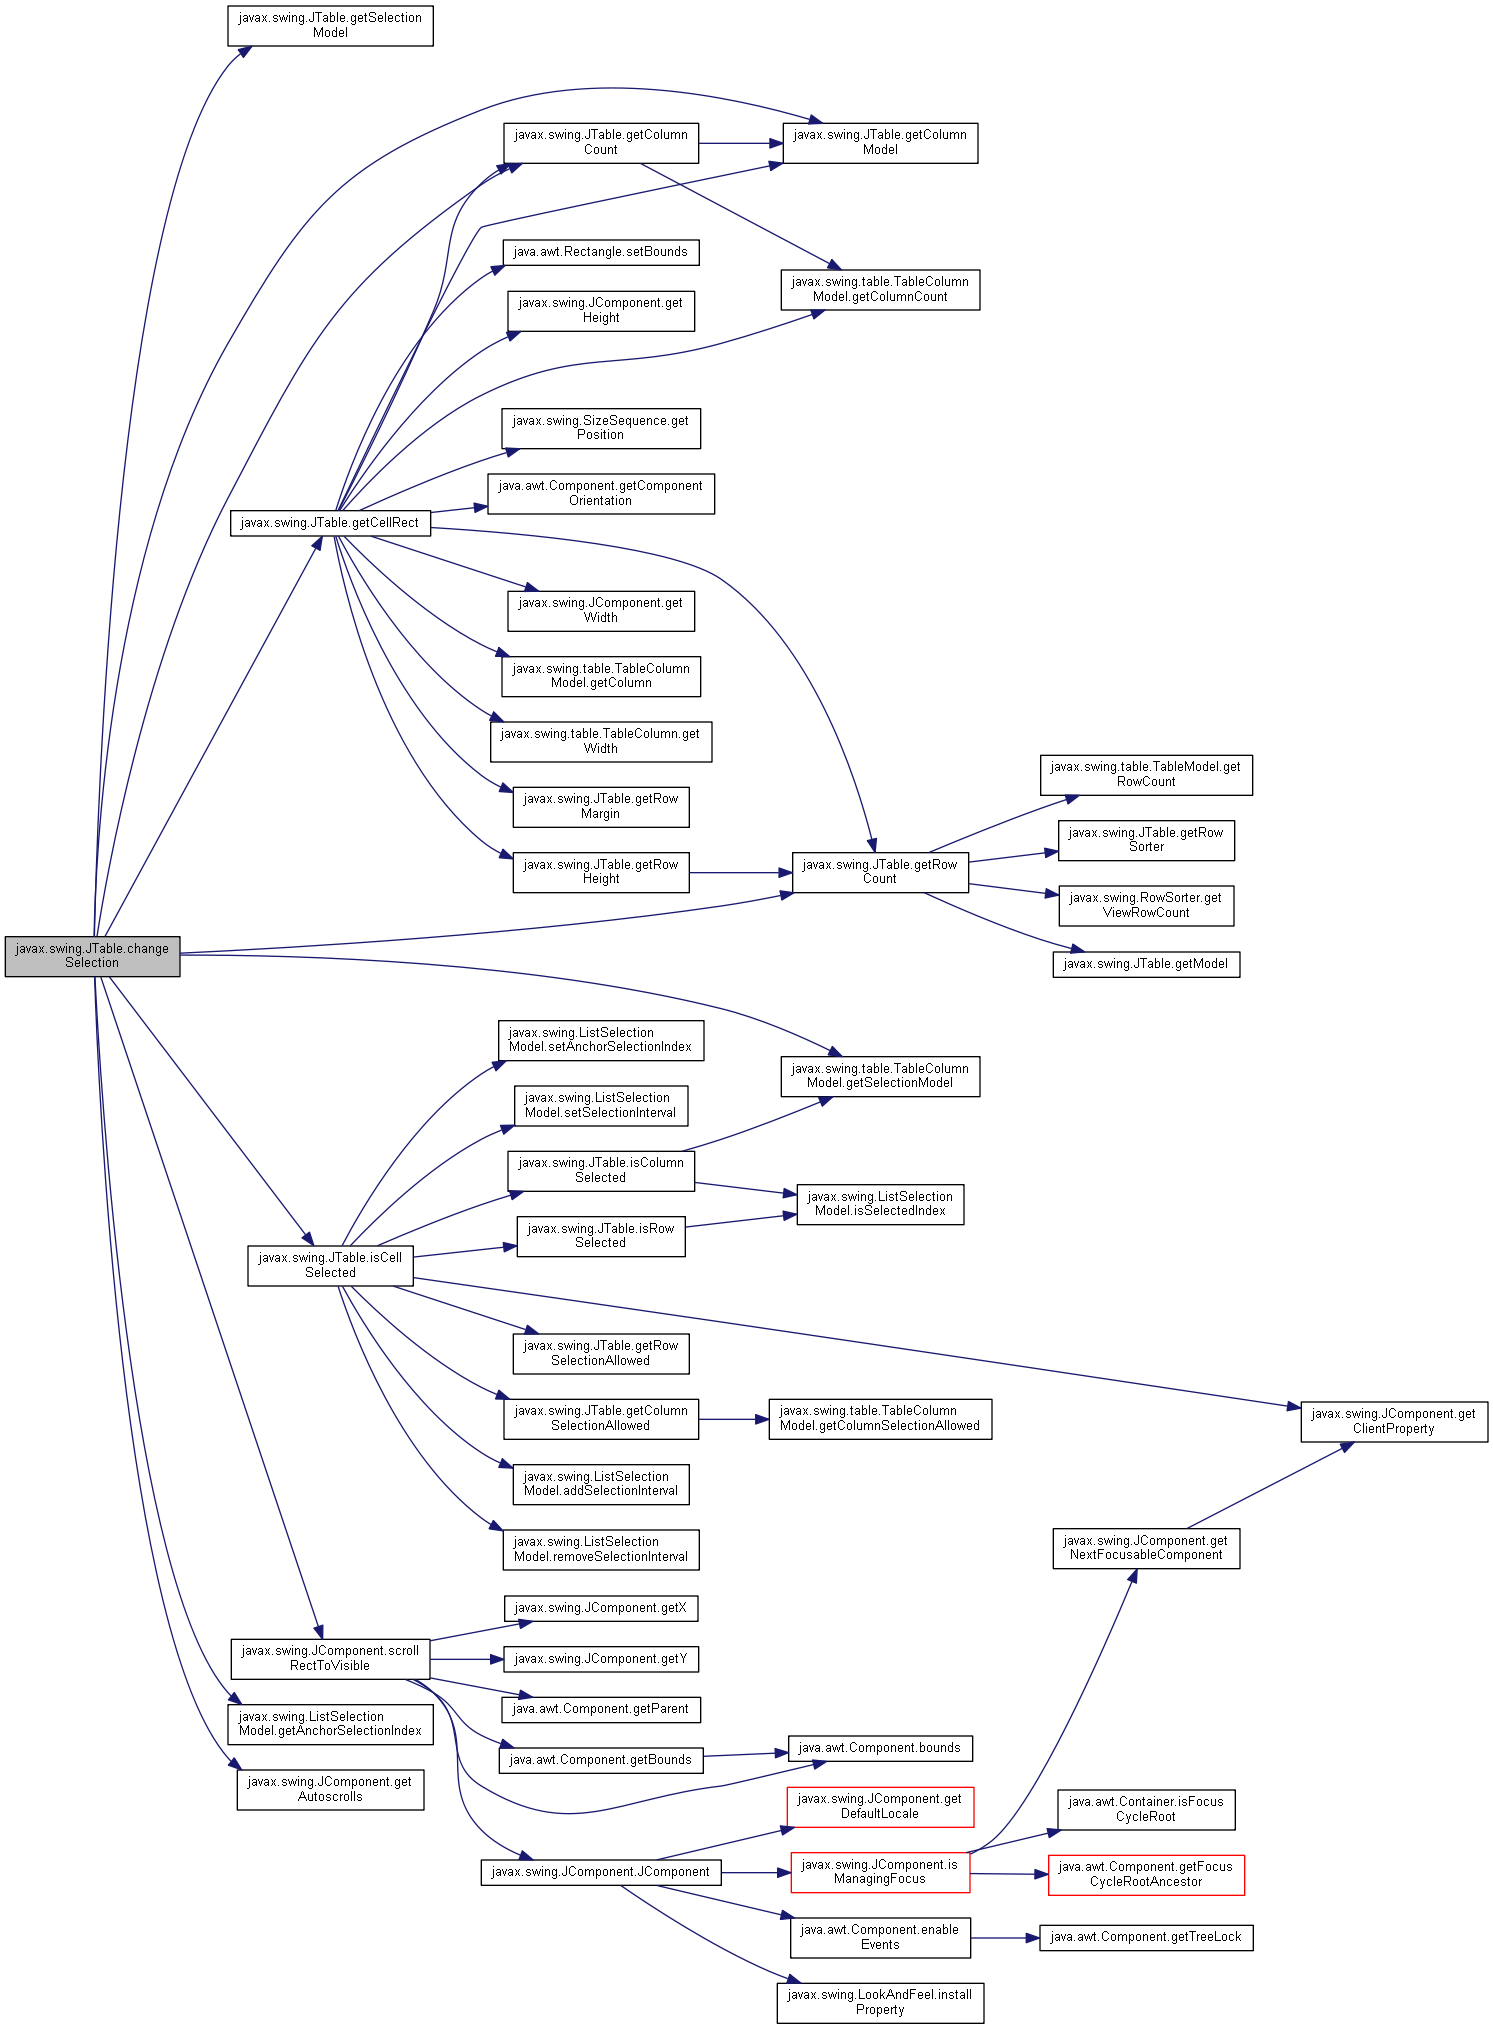 javax.swing.JTable.getSelection
Model
javax.swing.JTable.getColumn
Count
javax.swing.JTable.getColumn
Model
java.awt.Rectangle.setBounds
javax.swing.table.TableColumn
Model.getColumnCount
javax.swing.JComponent.get
Height
javax.swing.SizeSequence.get
Position
java.awt.Component.getComponent
Orientation
javax.swing.JTable.getCellRect
javax.swing.JComponent.get
Width
javax.swing.table.TableColumn
Model.getColumn
javax.swing.table.TableColumn.get
Width
javax.swing.table.TableModel.get
RowCount
javax.swing.JTable.getRow
Margin
javax.swing.JTable.getRow
Sorter
javax.swing.JTable.getRow
Height
javax.swing.JTable.getRow
Count
javax.swing.RowSorter.get
ViewRowCount
javax.swing.JTable.change
Selection
javax.swing.JTable.getModel
javax.swing.ListSelection
Model.setAnchorSelectionIndex
javax.swing.table.TableColumn
Model.getSelectionModel
javax.swing.ListSelection
Model.setSelectionInterval
javax.swing.JTable.isColumn
Selected
javax.swing.ListSelection
Model.isSelectedIndex
javax.swing.JTable.isRow
Selected
javax.swing.JTable.isCell
Selected
javax.swing.JTable.getRow
SelectionAllowed
javax.swing.JTable.getColumn
SelectionAllowed
javax.swing.table.TableColumn
Model.getColumnSelectionAllowed
javax.swing.JComponent.get
ClientProperty
javax.swing.ListSelection
Model.addSelectionInterval
javax.swing.ListSelection
Model.removeSelectionInterval
javax.swing.JComponent.get
NextFocusableComponent
javax.swing.JComponent.getX
javax.swing.JComponent.scroll
RectToVisible
javax.swing.JComponent.getY
java.awt.Component.getParent
javax.swing.ListSelection
Model.getAnchorSelectionIndex
java.awt.Component.getBounds
java.awt.Component.bounds
javax.swing.JComponent.get
Autoscrolls
javax.swing.JComponent.get
DefaultLocale
java.awt.Container.isFocus
CycleRoot
javax.swing.JComponent.JComponent
javax.swing.JComponent.is
ManagingFocus
java.awt.Component.getFocus
CycleRootAncestor
java.awt.Component.enable
Events
java.awt.Component.getTreeLock
javax.swing.LookAndFeel.install
Property